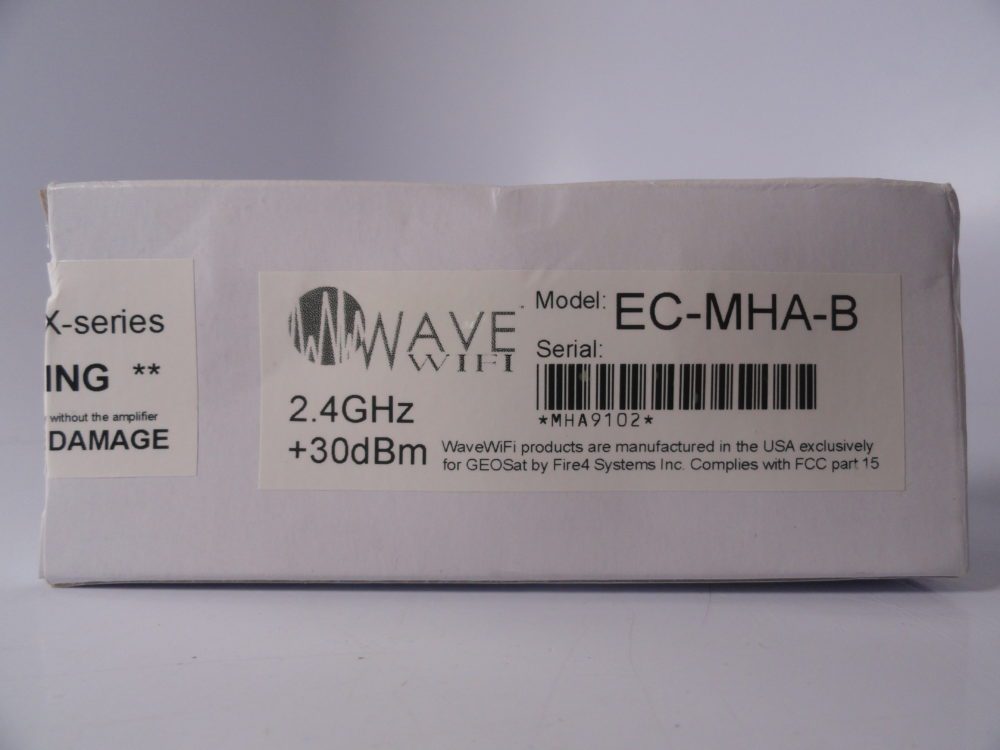 X-series
ING **
without the amplifier
DAMAGE
WAVE
WIFI
2.4GHz
+30dBm
Model: EC-MHA-B
Serial:
*MHA9102*
WaveWiFi products are manufactured in the USA exclusively
for GEOSat by Fire4 Systems Inc. Complies with FCC part 15